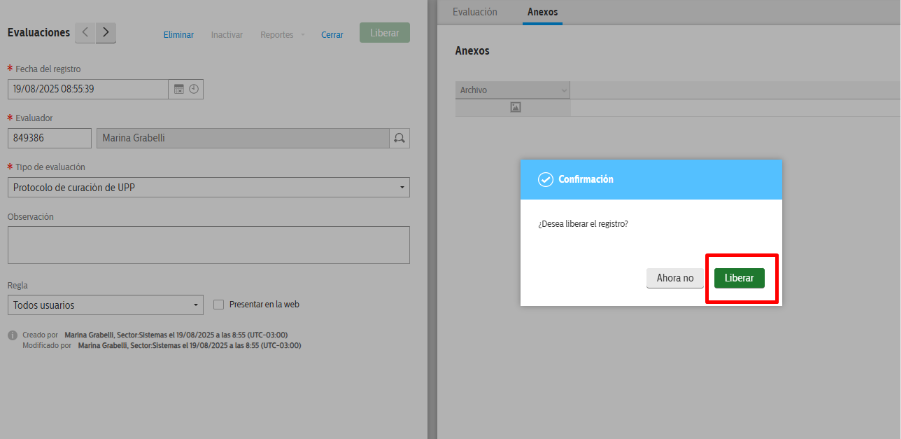 Evaluaciones
Eliminar Inactivar Reportes Cerrar Liberar
* Fecha del registro
19/08/2025 08:55:39
* Evaluador
849386 Marina Grabelli
* Tipo de evaluación
Protocolo de curación de UPP
Observación
Regla
Todos usuarios
Presentar en la web
Creado por Marina Grabelli, Sector:Sistemas el 19/08/2025 a las 8:55 (UTC-03:00)
Modificado por Marina Grabelli, Sector:Sistemas el 19/08/2025 a las 8:55 (UTC-03:00)
Evaluación Anexos
Anexos
Archivo
Confirmación
¿Desea liberar el registro?
Ahora no Liberar